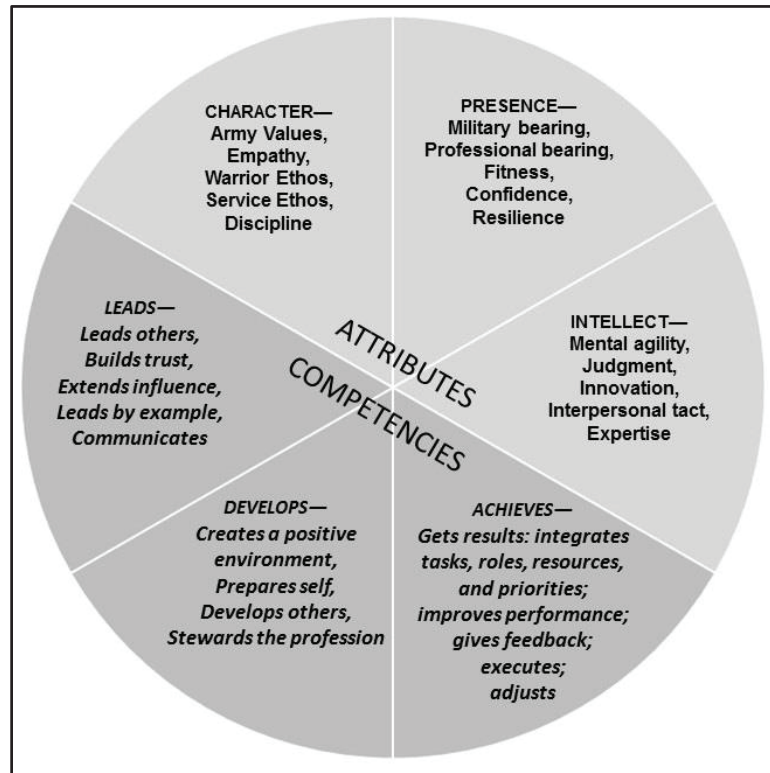 CHARACTER—
Army Values,
Empathy,
Warrior Ethos,
Service Ethos,
Discipline
PRESENCE—
Military bearing,
Professional bearing,
Fitness,
Confidence,
Resilience
INTELLECT—
Mental agility,
Judgment,
Innovation,
Interpersonal tact,
Expertise
ATTRIBUTES
COMPETENCIES
LEADS—
Leads others,
Builds trust,
Extends influence,
Leads by example,
Communicates
DEVELOPS—
Creates a positive
environment,
Prepares self,
Develops others,
Stewards the profession
ACHIEVES—
Gets results: integrates
tasks, roles, resources,
and priorities;
improves performance;
gives feedback;
executes;
adjusts